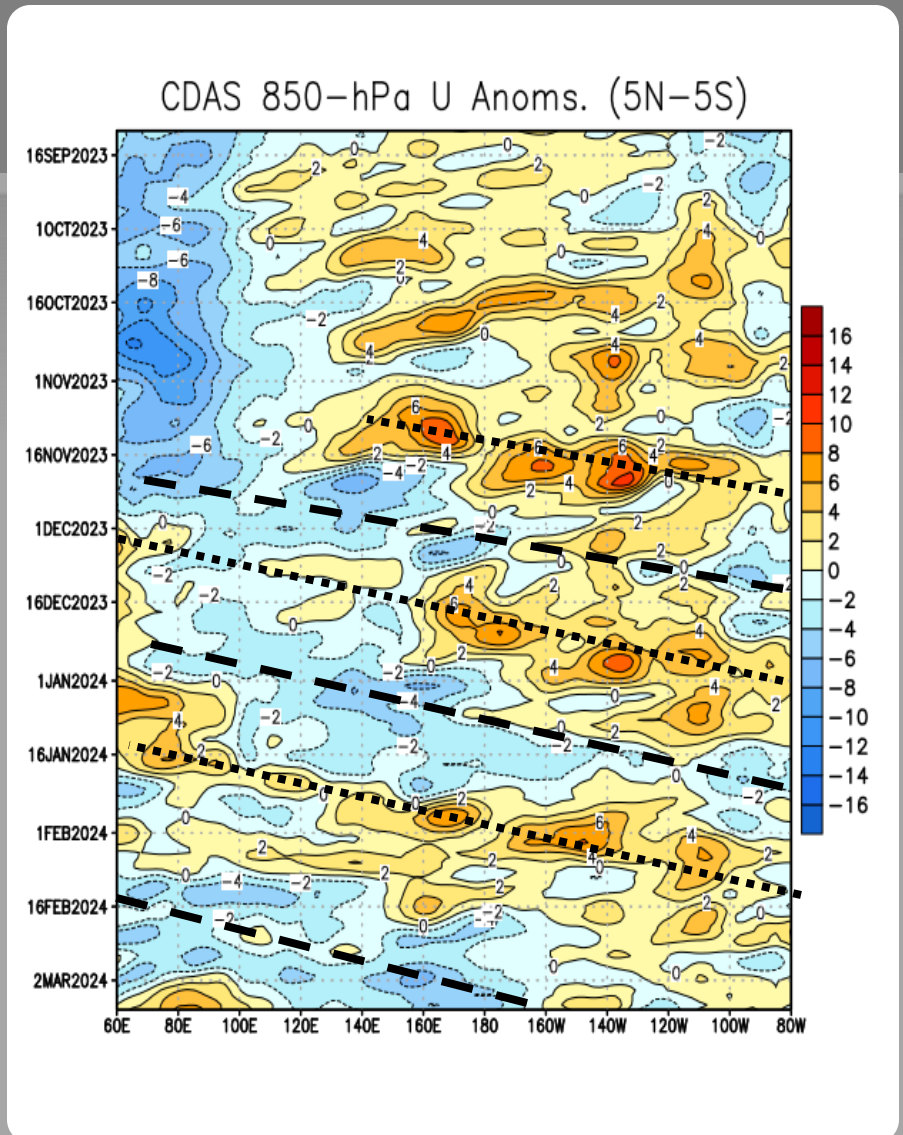 CDAS 850-hPa U Anoms. (5N-5S)
16SEP2023
1OCT2023
16OCT2023
1NOV2023
16NOV2023
1DEC2023
16DEC2023
1JAN2024
16JAN2024
1FEB2024
16FEB2024
2MAR2024
60E 80E 100E 120E 140E 160E 180 160W 140W 120W 100W 80W
16
14
12
10
8
6
4
2
0
-2
-4
-6
-8
-10
-12
-14
-16